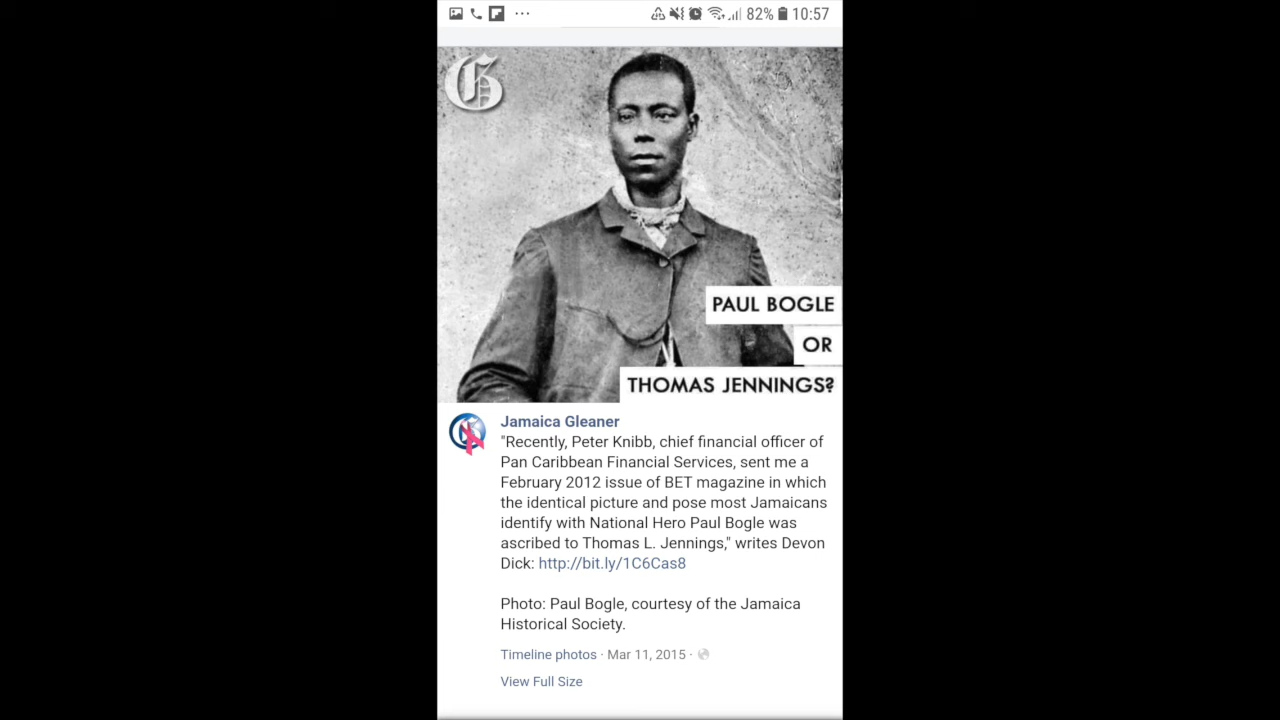 82% 10:57
G
PAUL BOGLE
OR
THOMAS JENNINGS?
Jamaica Gleaner
"Recently, Peter Knibb, chief financial officer of
Pan Caribbean Financial Services, sent me a
February 2012 issue of BET magazine in which
the identical picture and pose most Jamaicans
identify with National Hero Paul Bogle was
ascribed to Thomas L. Jennings," writes Devon
Dick: http://bit.ly/1C6Cas8
Photo: Paul Bogle, courtesy of the Jamaica
Historical Society.
Timeline photos · Mar 11, 2015 ·
View Full Size